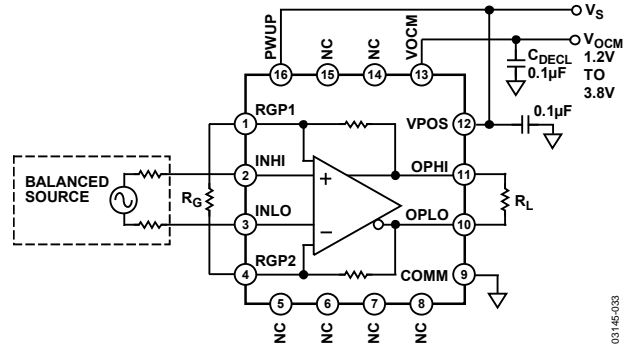 VS
PWUP
NC
NC
VOCM
CDECL
0.1µF
VOCM
1.2V
TO
3.8V
16
15
14
13
RGP1
1
VPOS
12
0.1µF
BALANCED
SOURCE
RG
2
INHI
+
OPHI
11
RL
3
INLO
−
OPLO
10
4
RGP2
COMM
9
5
6
7
8
NC
NC
NC
NC
03145-033